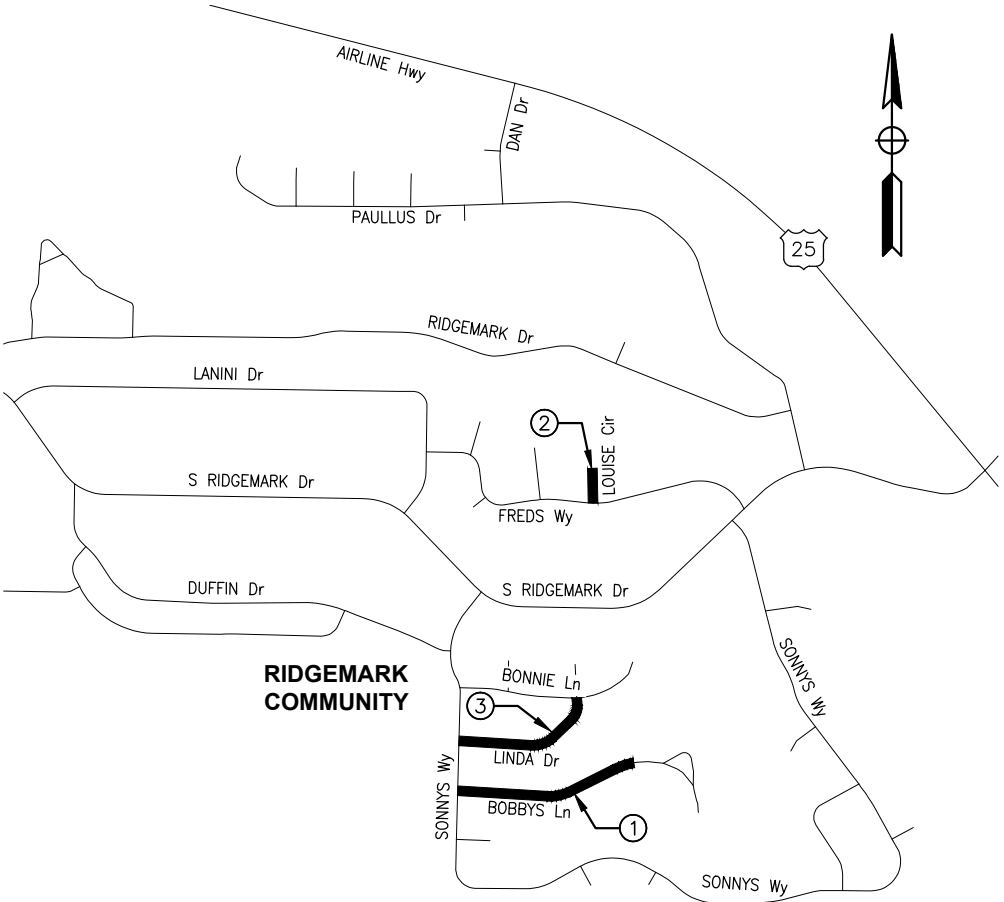 AIRLINE Hwy
DAN Dr
PAULLUS Dr
25
RIDGEMARK Dr
LANINI Dr
2
LOUISE Cir
S RIDGEMARK Dr
FREDS Wy
DUFFIN Dr
S RIDGEMARK Dr
RIDGEMARK
COMMUNITY
BONNIE Ln
SONNYS Wy
3
LINDA Dr
SONNYS Wy
BOBBYS Ln
1
SONNYS Wy